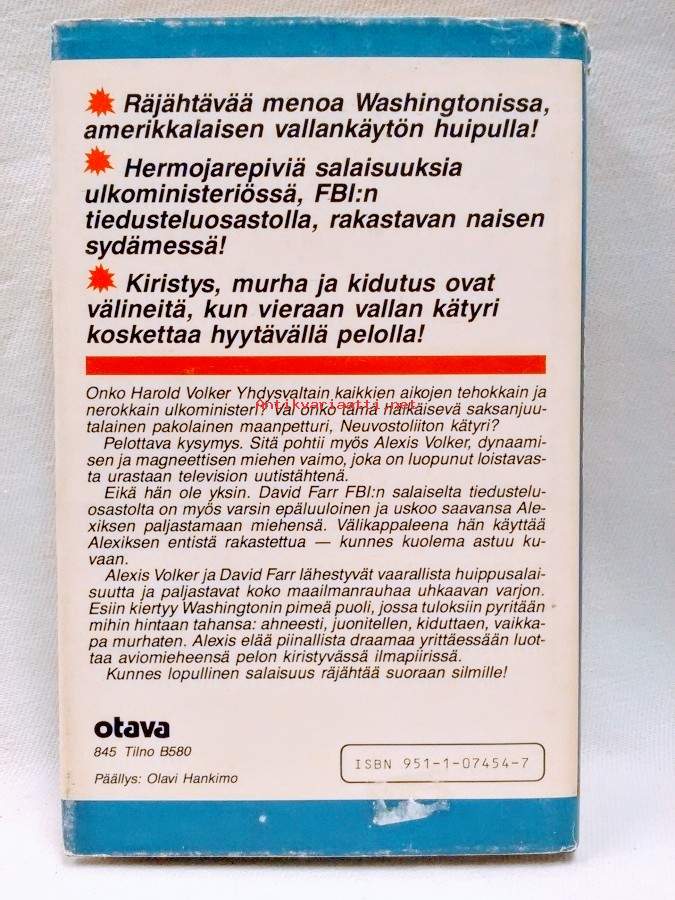 Räjähtävää menoa Washingtonissa,
amerikkalaisen vallankäytön huipulla!
Hermojarepiviä salaisuuksia
ulkoministeriössä, FBI:n
tiedusteluosastolla, rakastavan naisen
sydämessä!
Kiristys, murha ja kidutus ovat
välineitä, kun vieraan vallan kätyri
koskettaa hyytävällä pelolla!
Onko Harold Volker Yhdysvaltain kaikkien aikojen tehokkain ja
nerokkain ulkoministeri? Vai onko tämä häikäisevä saksanjuu-
Antikvariaatti.net
talainen pakolainen maanpetturi, Neuvostoliiton kätyri?
Pelottava kysymys. Sitä pohtii myös Alexis Volker, dynaami-
sen ja magneettisen miehen vaimo, joka on luopunut loistavas-
ta urastaan television uutistähtenä.
Eikä hän ole yksin. David Farr FBI:n salaiselta tiedustelu-
osastolta on myös varsin epäluuloinen ja uskoo saavansa Ale-
xiksen paljastamaan miehensä. Välikappaleena hän käyttää
Alexiksen entistä rakastettua — kunnes kuolema astuu ku-
vaan.
Alexis Volker ja David Farr lähestyvät vaarallista huippusalai-
suutta ja paljastavat koko maailmanrauhaa uhkaavan varjon.
Esiin kiertyy Washingtonin pimeä puoli, jossa tuloksiin pyritään
mihin hintaan tahansa: ahneesti, juonitellen, kiduttaen, vaikka-
pa murhaten. Alexis elää piinallista draamaa yrittäessään luot-
taa aviomieheensä pelon kiristyvässä ilmapiirissä.
Kunnes lopullinen salaisuus räjähtää suoraan silmille!
otava
845 Tilno B580
ISBN 951-1-07454-7
Päällys: Olavi Hankimo